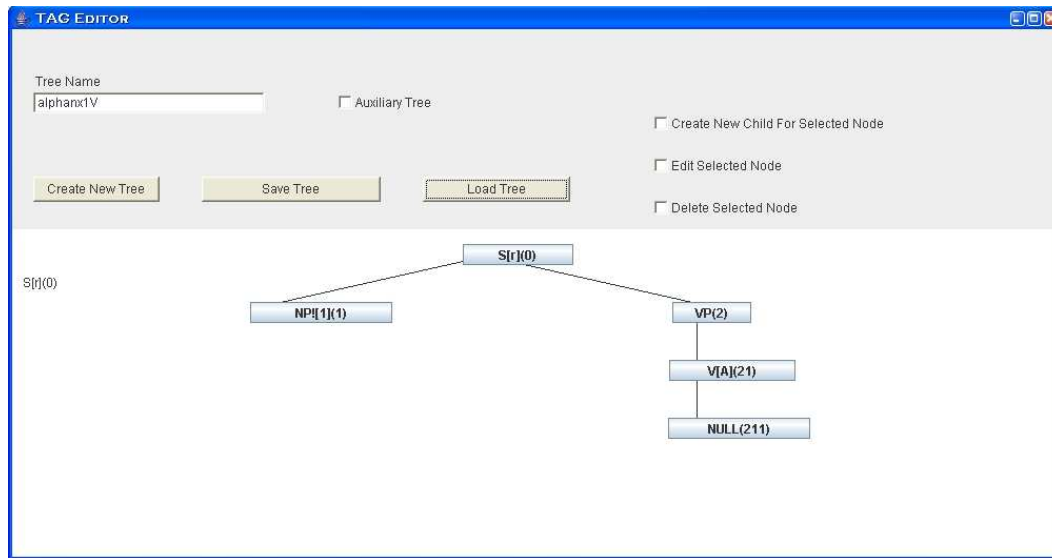 TAG EDITOR
Tree Name
alphanx1V
Auxiliary Tree
Create New Child For Selected Node
Edit Selected Node
Create New Tree
Save Tree
Load Tree
Delete Selected Node
S[r](0)
S[r](0)
NP![1](1)
VP(2)
V[A](21)
NULL(211)